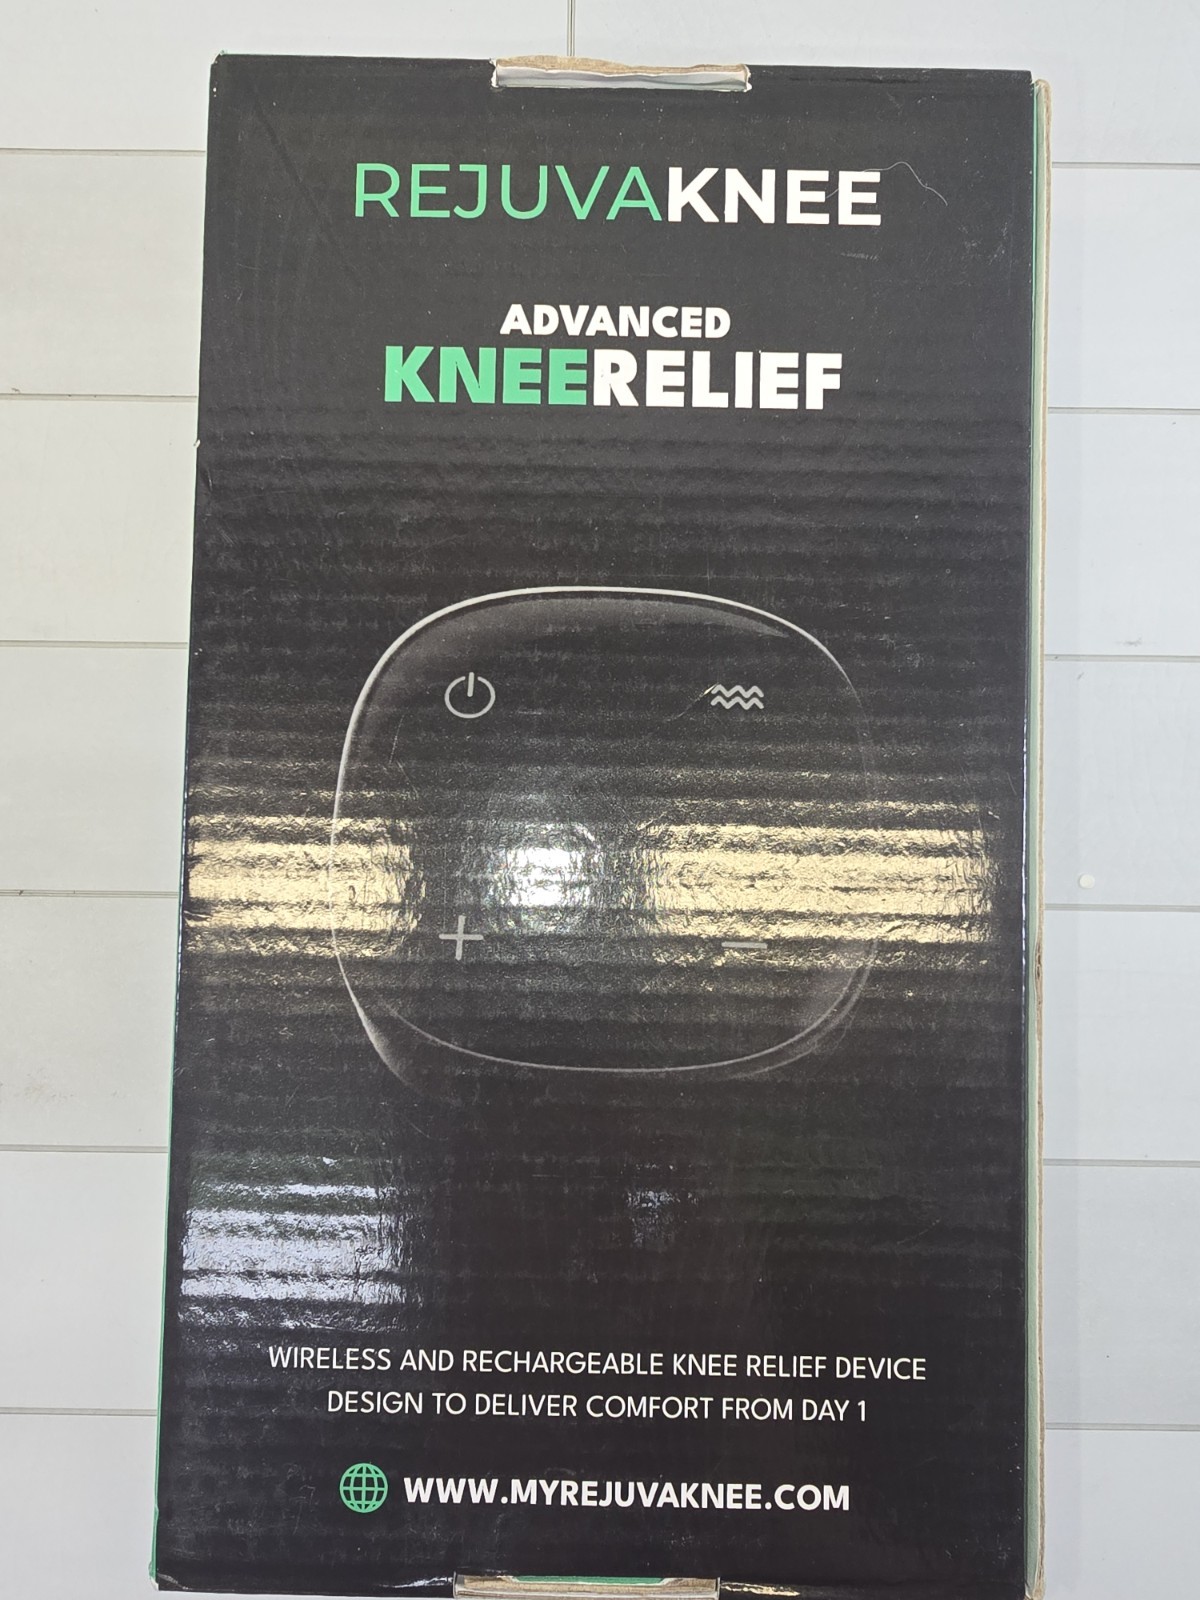 REJUVAKNEE
ADVANCED
KNEERELIEF
WIRELESS AND RECHARGEABLE KNEE RELIEF DEVICE
DESIGN TO DELIVER COMFORT FROM DAY 1
WWW.MYREJUVAKNEE.COM